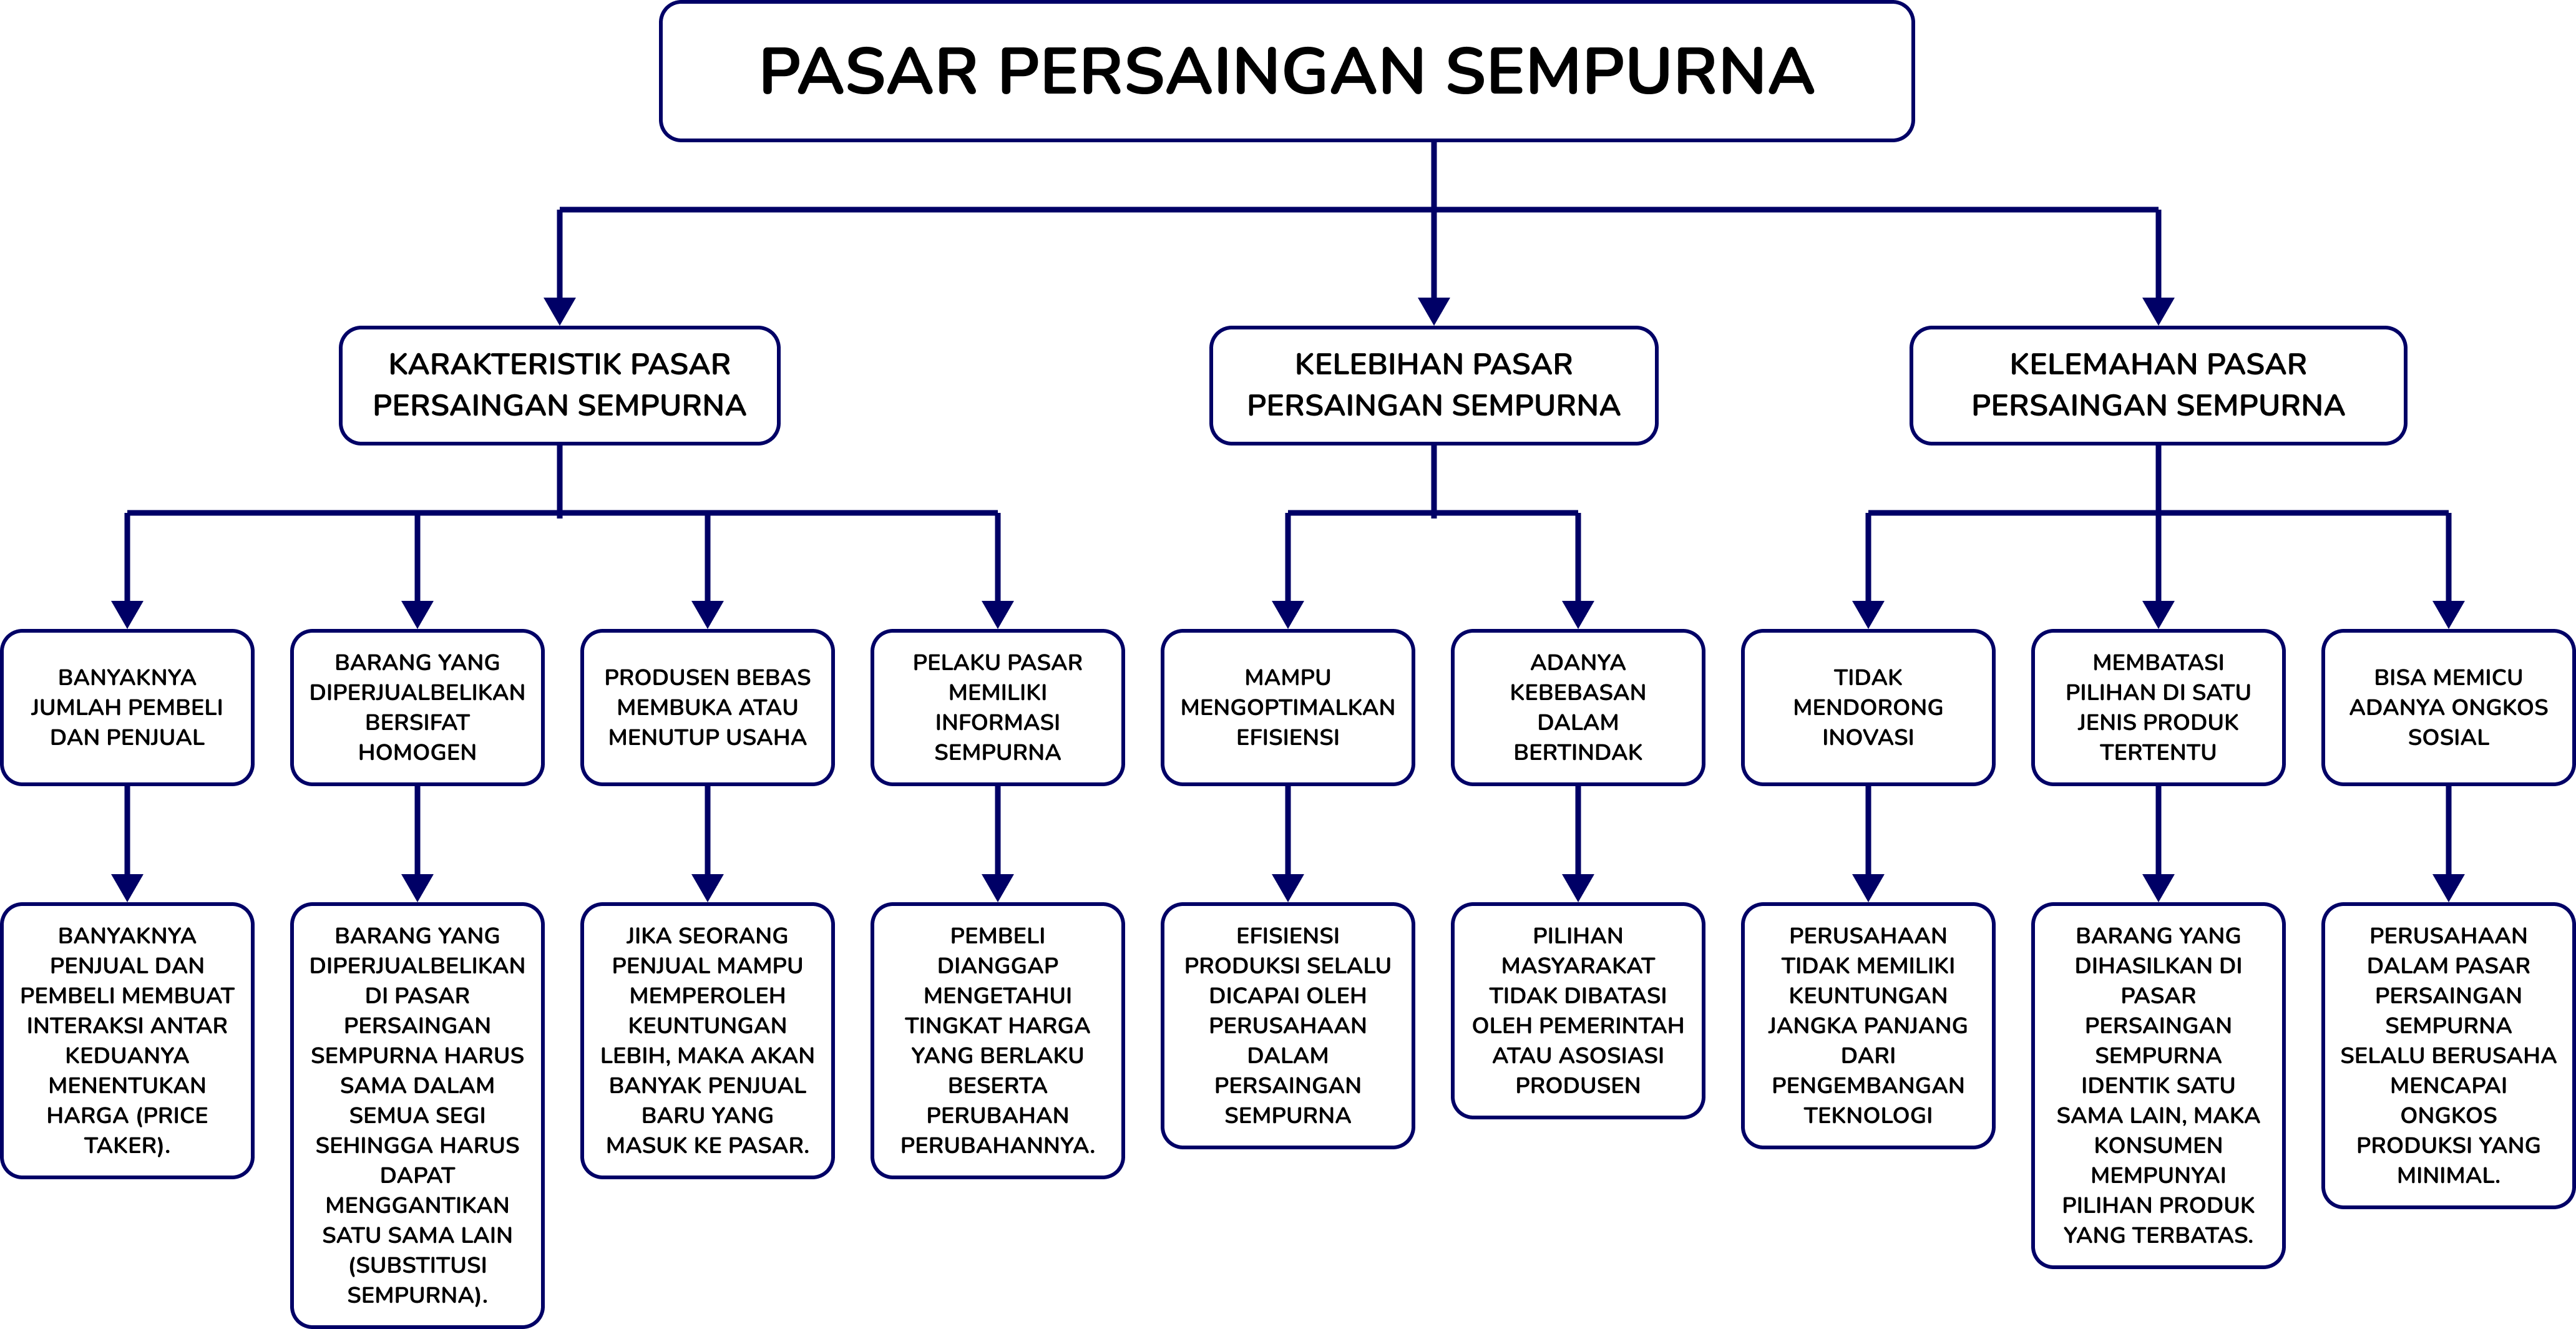 PASAR PERSAINGAN SEMPURNA
KARAKTERISTIK PASAR
PERSAINGAN SEMPURNA
KELEBIHAN PASAR
PERSAINGAN SEMPURNA
KELEMAHAN PASAR
PERSAINGAN SEMPURNA
BANYAKNYA
JUMLAH PEMBELI
DAN PENJUAL
BARANG YANG
DIPERJUALBELIKAN
BERSIFAT
HOMOGEN
PRODUSEN BEBAS
MEMBUKA ATAU
MENUTUP USAHA
PELAKU PASAR
MEMILIKI
INFORMASI
SEMPURNA
MAMPU
MENGOPTIMALKAN
EFISIENSI
ADANYA
KEBEBASAN
DALAM
BERTINDAK
TIDAK
MENDORONG
INOVASI
MEMBATASI
PILIHAN DI SATU
JENIS PRODUK
TERTENTU
BISA MEMICU
ADANYA ONGKOS
SOSIAL
BANYAKNYA
PENJUAL DAN
PEMBELI MEMBUAT
INTERAKSI ANTAR
KEDUANYA
MENENTUKAN
HARGA (PRICE
TAKER).
BARANG YANG
DIPERJUALBELIKAN
DI PASAR
PERSAINGAN
SEMPURNA HARUS
SAMA DALAM
SEMUA SEGI
SEHINGGA HARUS
DAPAT
MENGGANTIKAN
SATU SAMA LAIN
(SUBSTITUSI
SEMPURNA).
JIKA SEORANG
PENJUAL MAMPU
MEMPEROLEH
KEUNTUNGAN
LEBIH, MAKA AKAN
BANYAK PENJUAL
BARU YANG
MASUK KE PASAR.
PEMBELI
DIANGGAP
MENGETAHUI
TINGKAT HARGA
YANG BERLAKU
BESERTA
PERUBAHAN
PERUBAHANNYA.
EFISIENSI
PRODUKSI SELALU
DICAPAI OLEH
PERUSAHAAN
DALAM
PERSAINGAN
SEMPURNA
PILIHAN
MASYARAKAT
TIDAK DIBATASI
OLEH PEMERINTAH
ATAU ASOSIASI
PRODUSEN
PERUSAHAAN
TIDAK MEMILIKI
KEUNTUNGAN
JANGKA PANJANG
DARI
PENGEMBANGAN
TEKNOLOGI
BARANG YANG
DIHASILKAN DI
PASAR
PERSAINGAN
SEMPURNA
IDENTIK SATU
SAMA LAIN, MAKA
KONSUMEN
MEMPUNYAI
PILIHAN PRODUK
YANG TERBATAS.
PERUSAHAAN
DALAM PASAR
PERSAINGAN
SEMPURNA
SELALU BERUSAHA
MENCAPAI
ONGKOS
PRODUKSI YANG
MINIMAL.